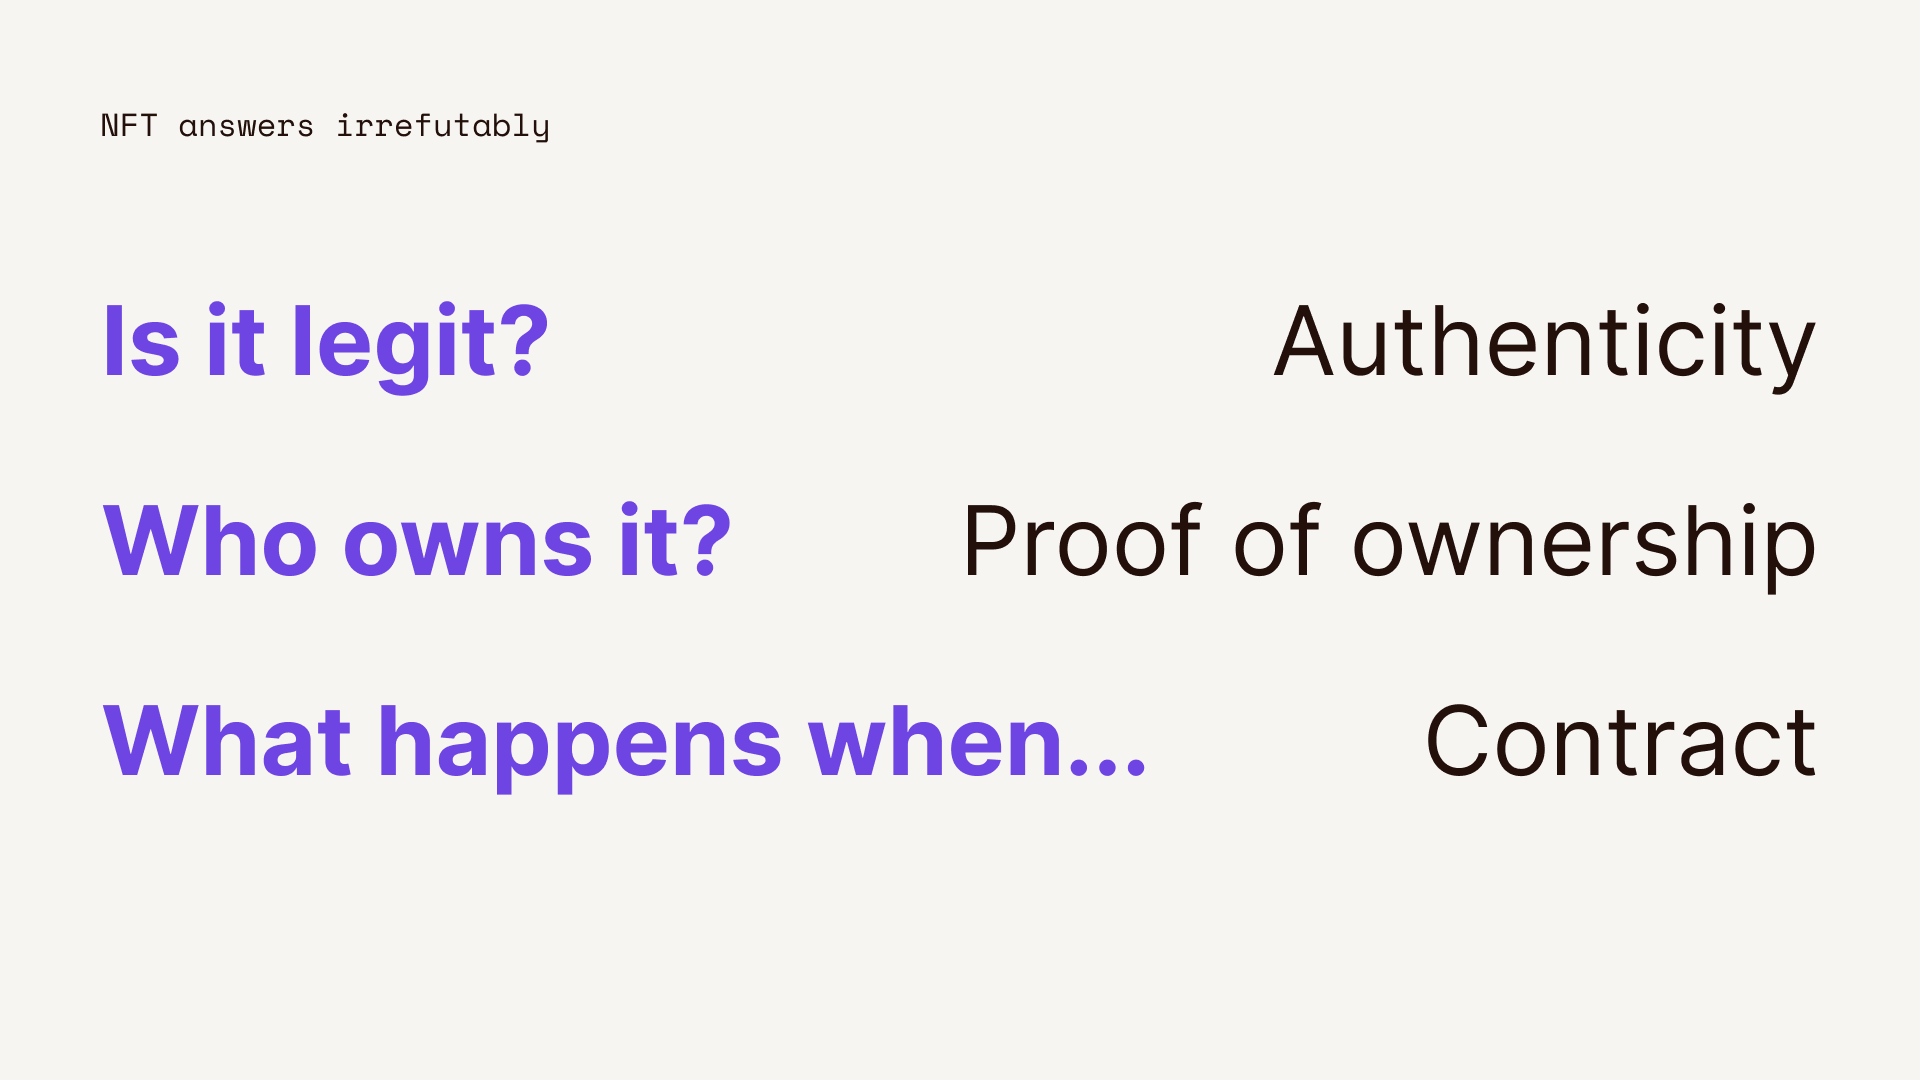 NFT answers irrefutably
Is it legit? Authenticity
Who owns it? Proof of ownership
What happens when... Contract